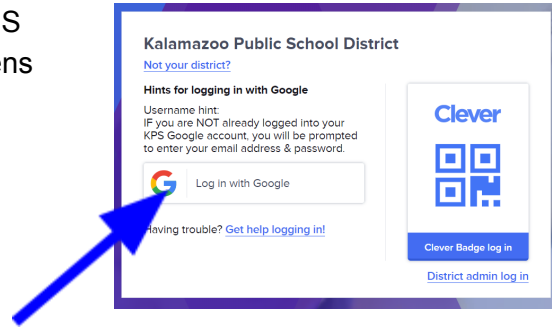 S
ens
Kalamazoo Public School District
Not your district?
Hints for logging in with Google
Username hint:
IF you are NOT already logged into your
KPS Google account, you will be prompted
to enter your email address & password.
Log in with Google
Having trouble? Get help logging in!
Clever
Clever Badge log in
District admin log in